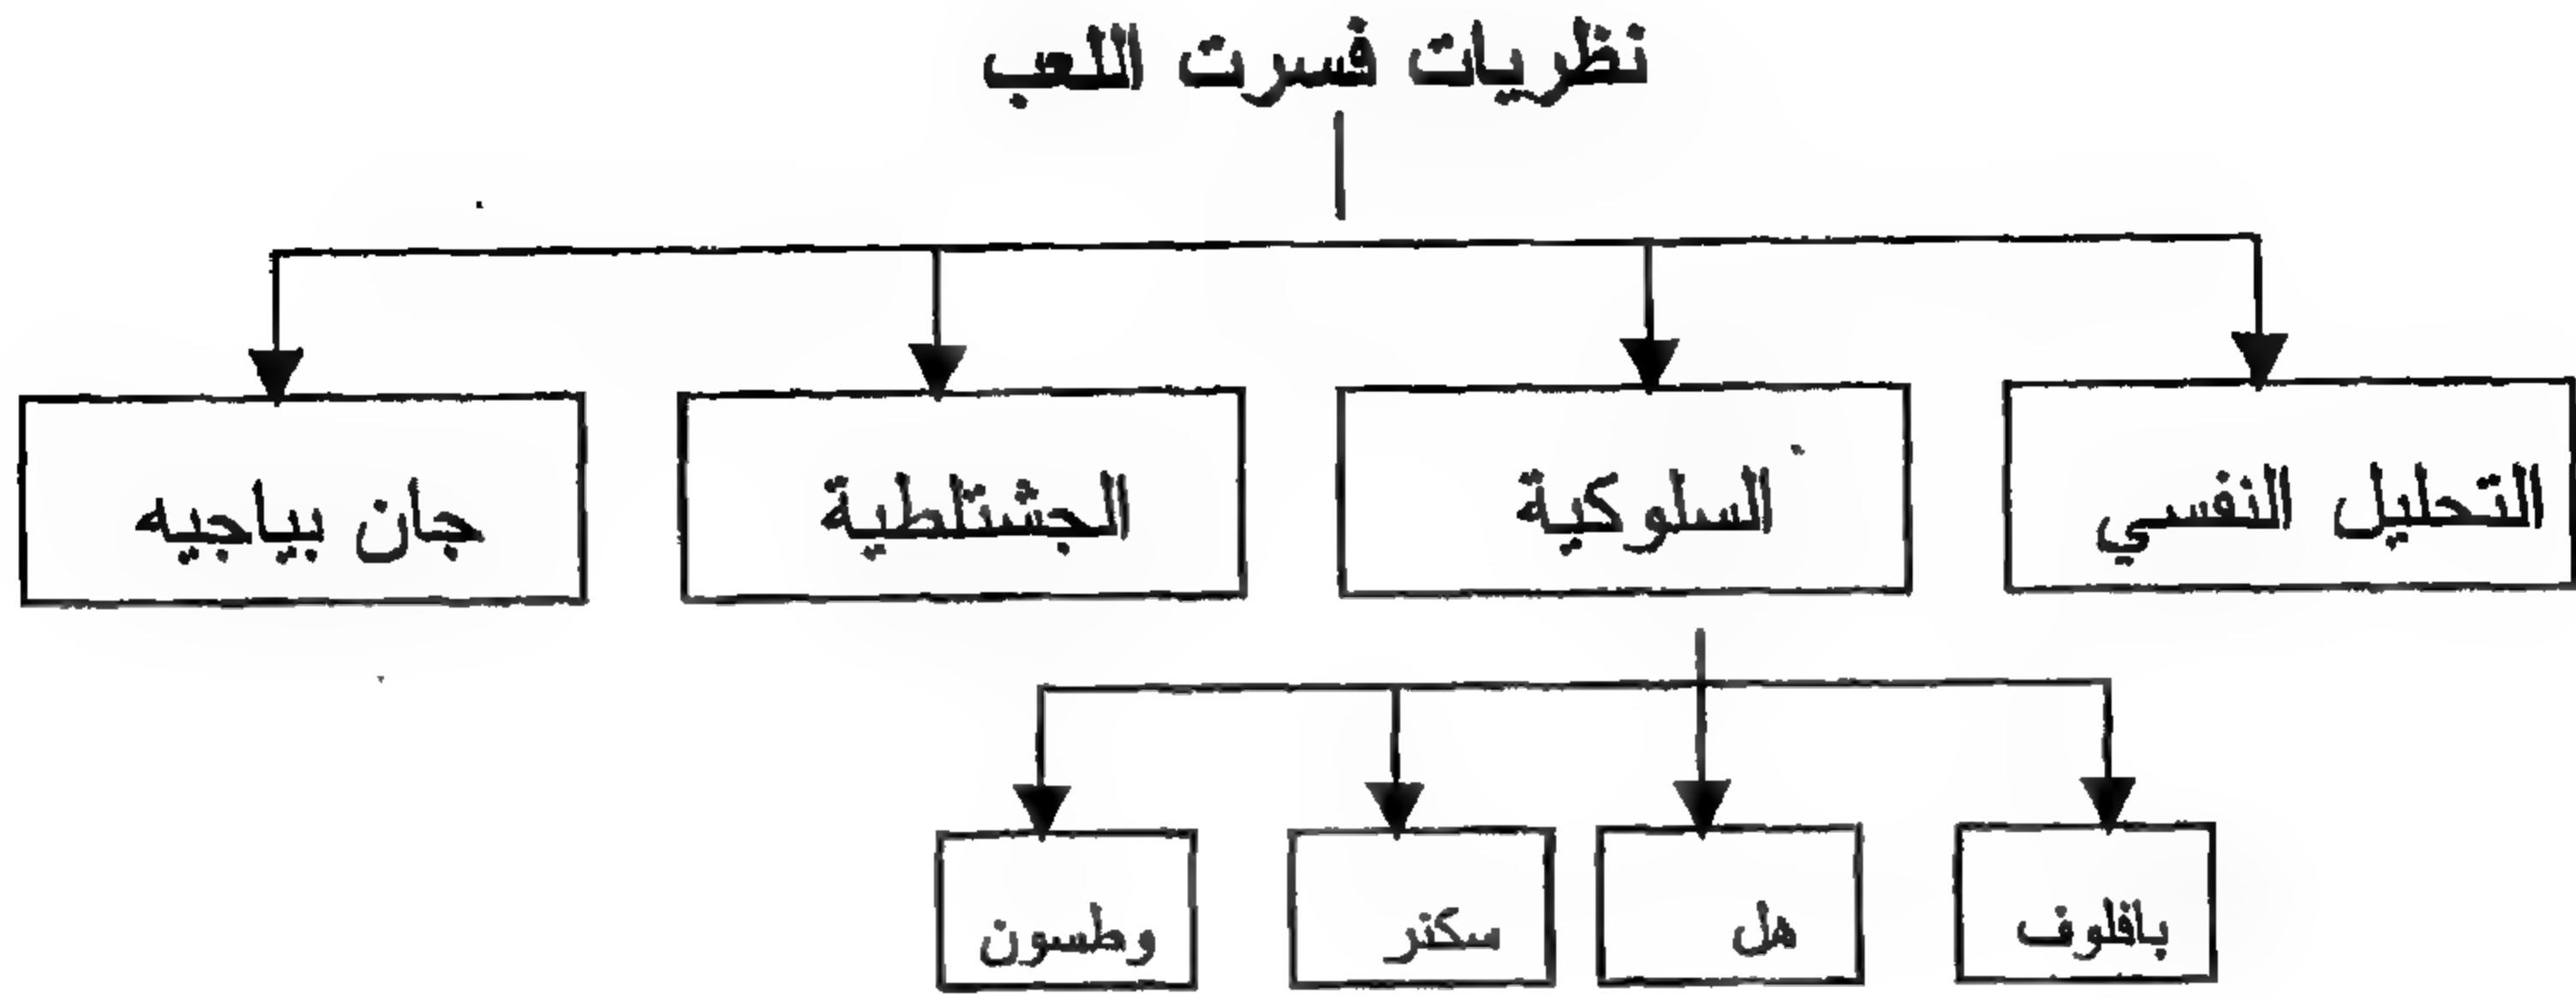 نظريات فسرت اللعب
التحليل النفسي
السلوكية
الجشتلطية
جان بياجيه
بافلوف
هل
سكنر
وطسون